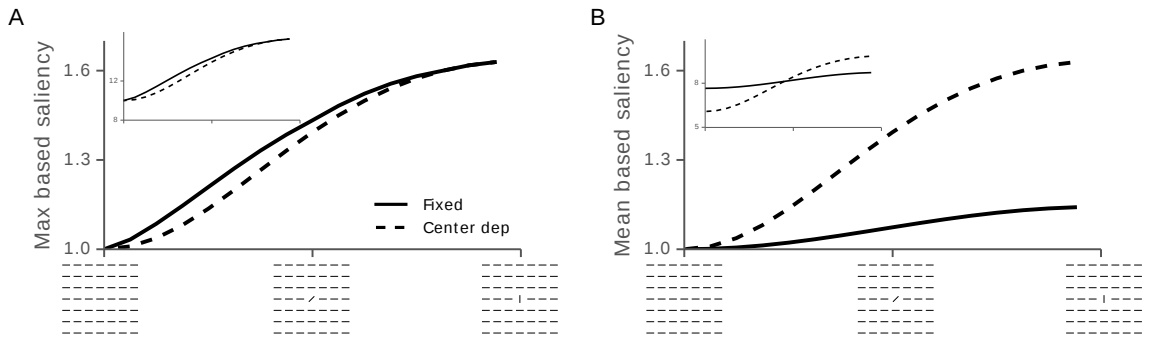 A
Max based saliency
1.6
1.3
1.0
12
8
Fixed
Center dep
B
Mean based saliency
1.6
1.3
1.0
8
5